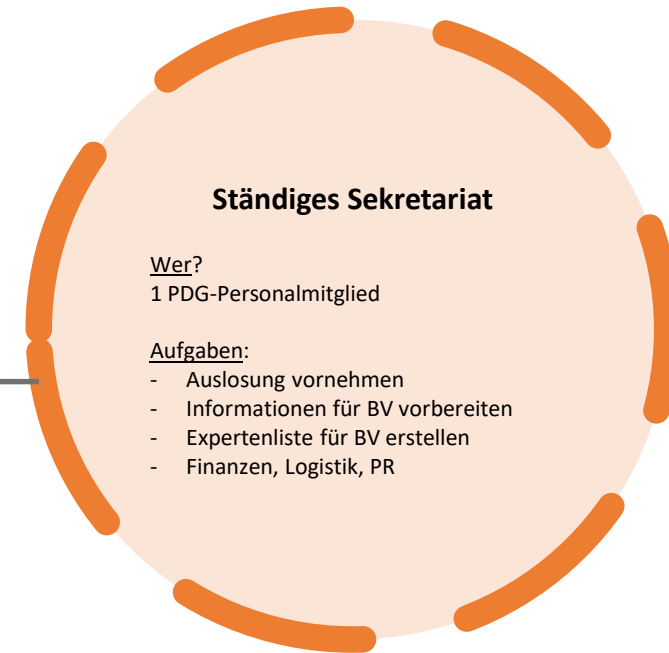 Ständiges Sekretariat
Wer?
1 PDG-Personalmitglied
Aufgaben:
- Auslosung vornehmen
- Informationen für BV vorbereiten
- Expertenliste für BV erstellen
- Finanzen, Logistik, PR